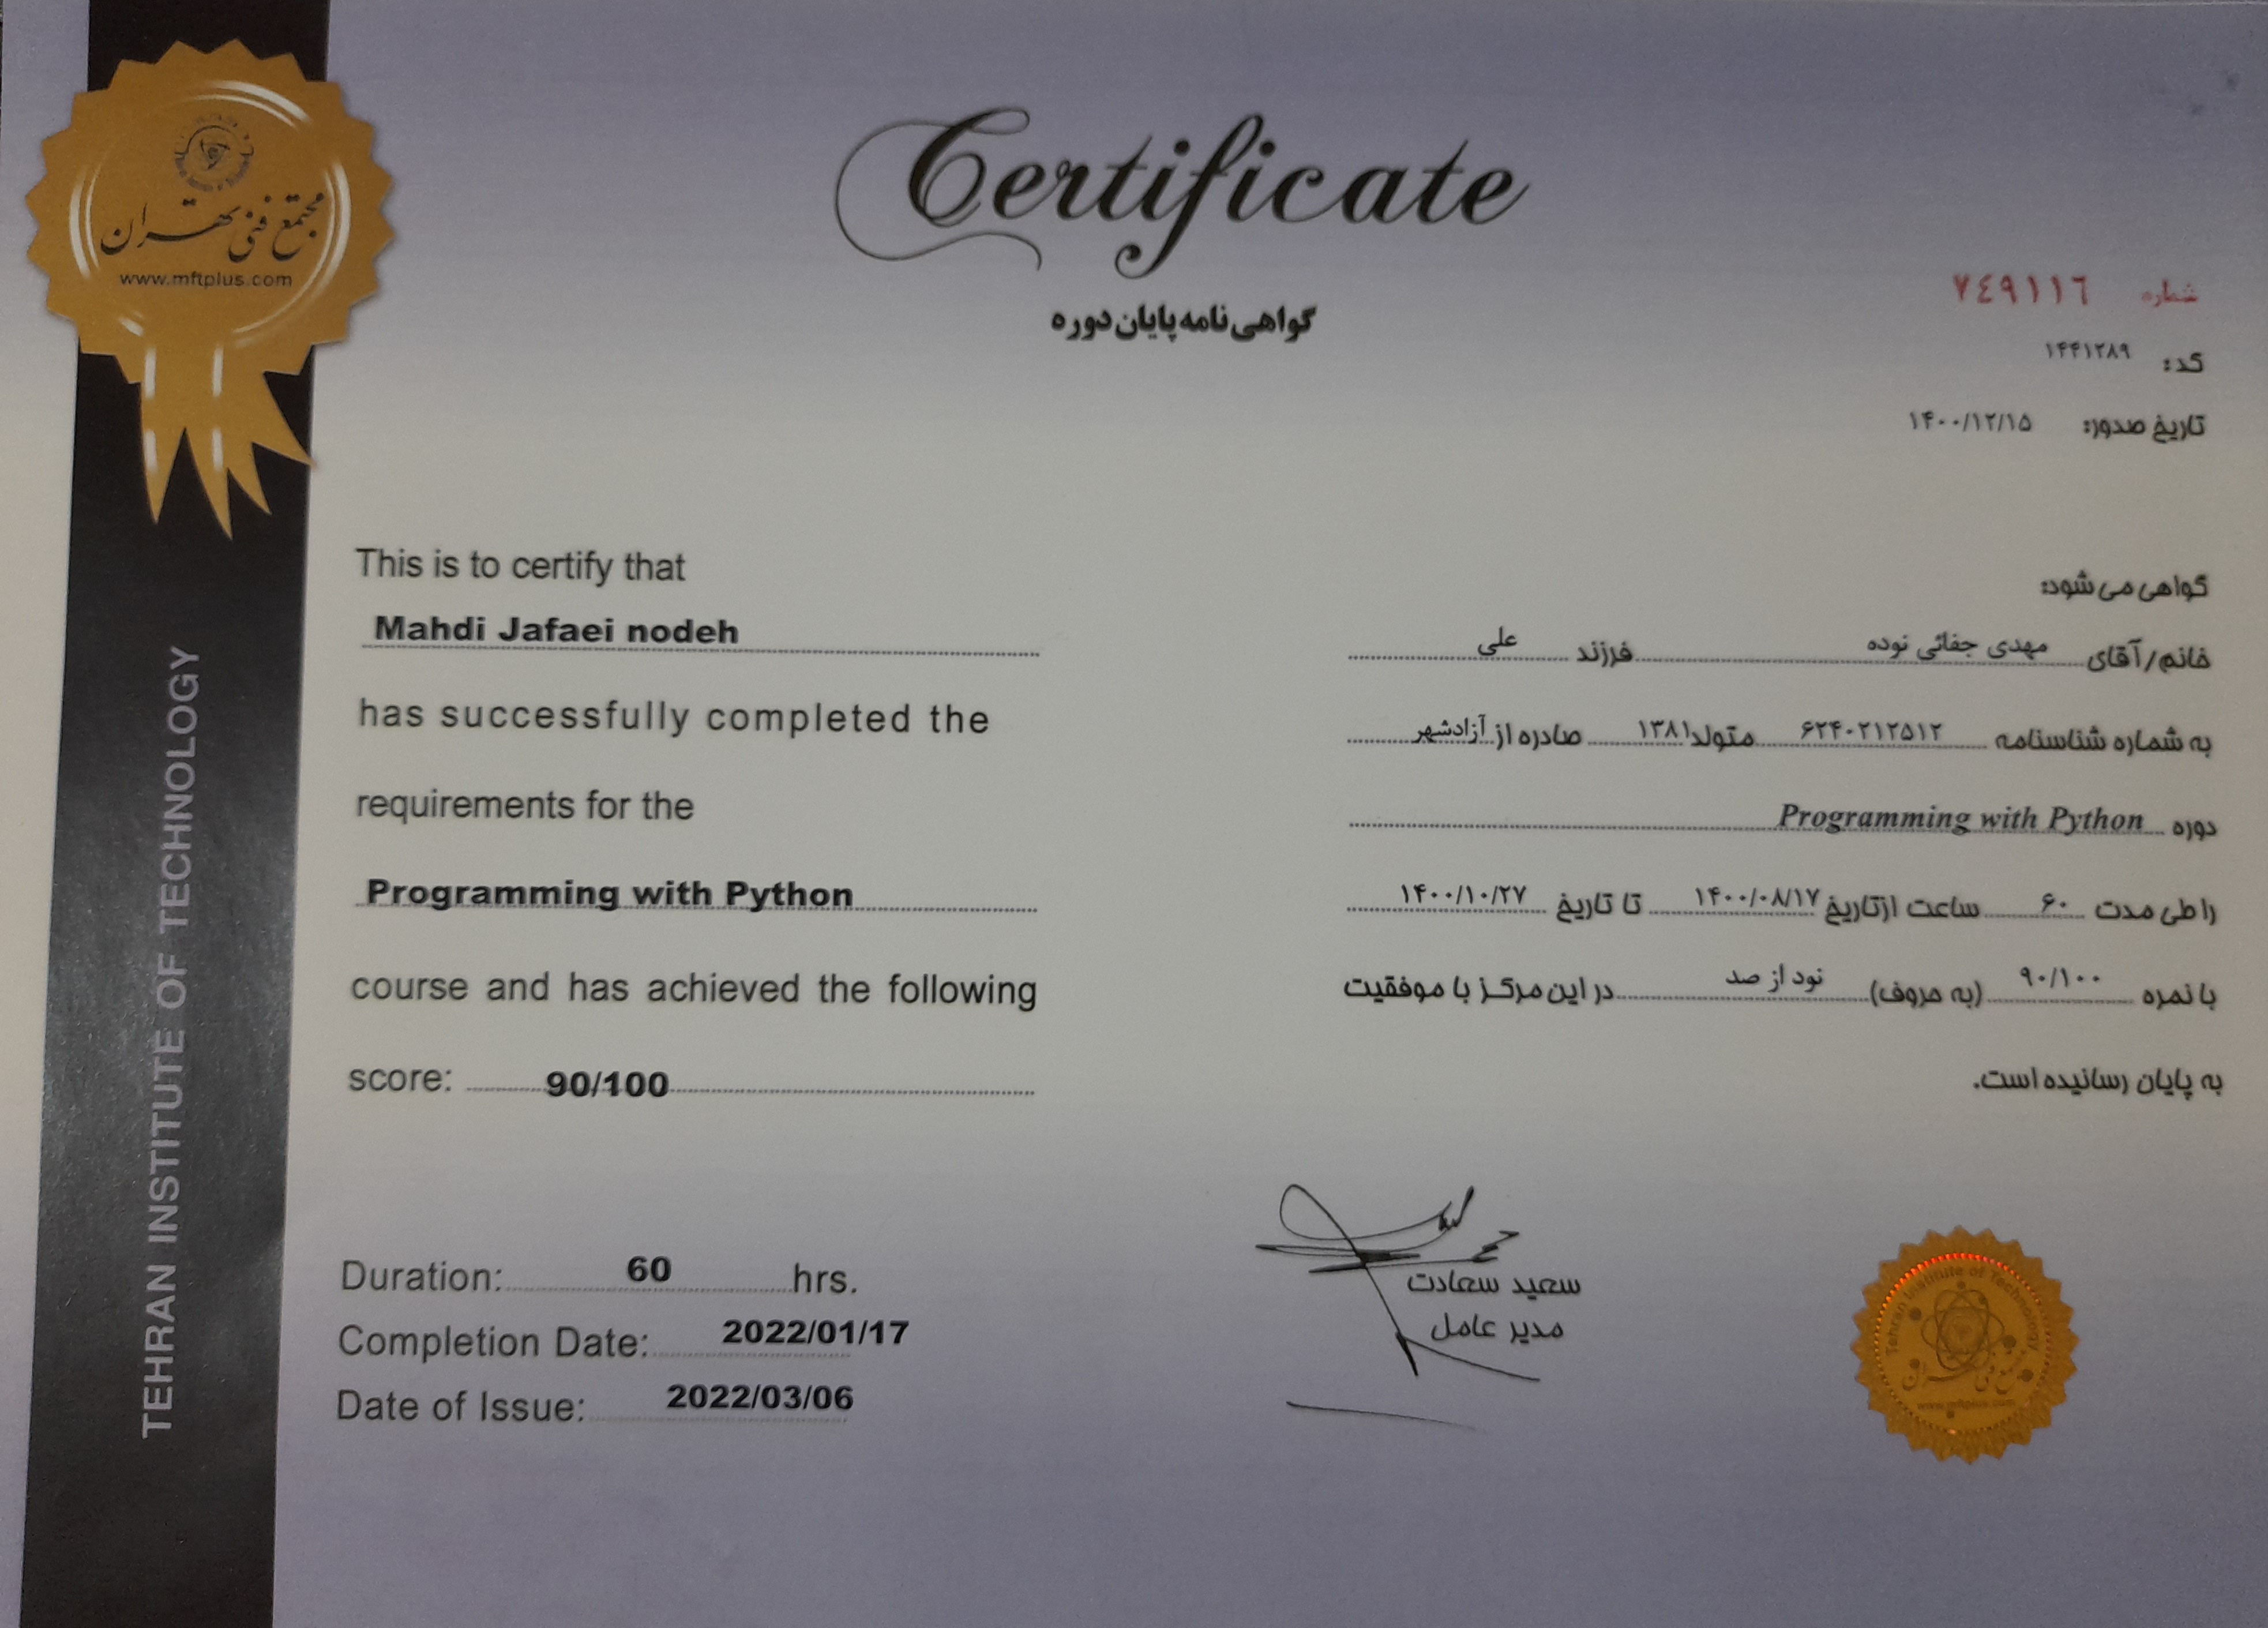 مجتمع فنی تهران
www.mftplus.com
TEHRAN INSTITUTE OF TECHNOLOGY
Certificate
گواهی‌نامه پایان دوره
شماره ٧٤٩١١٦
کد: ۱۴۴۱۲۸۹
تاریخ صدور: ۱۴۰۰/۱۲/۱۵
This is to certify that
Mahdi Jafaei nodeh
has successfully completed the
requirements for the
Programming with Python
course and has achieved the following
score: 90/100
Duration: 60 hrs.
Completion Date: 2022/01/17
Date of Issue: 2022/03/06
گواهی می شود:
خانم/آقای مهدی جفائی نوده فرزند علی
به شماره شناسنامه ۶۲۴۰۲۱۲۵۱۲ متولد ۱۳۸۱ صادره از آزادشهر
دوره Programming with Python
را طی مدت ۶۰ ساعت از تاریخ ۱۴۰۰/۰۸/۱۷ تا تاریخ ۱۴۰۰/۱۰/۲۷
با نمره ۹۰/۱۰۰ (به حروف) نود از صد در این مرکز با موفقیت
به پایان رسانیده است.
سعید سعادت
مدیر عامل
Tehran Institute of Technology
مجتمع فنی تهران
www.mftplus.com